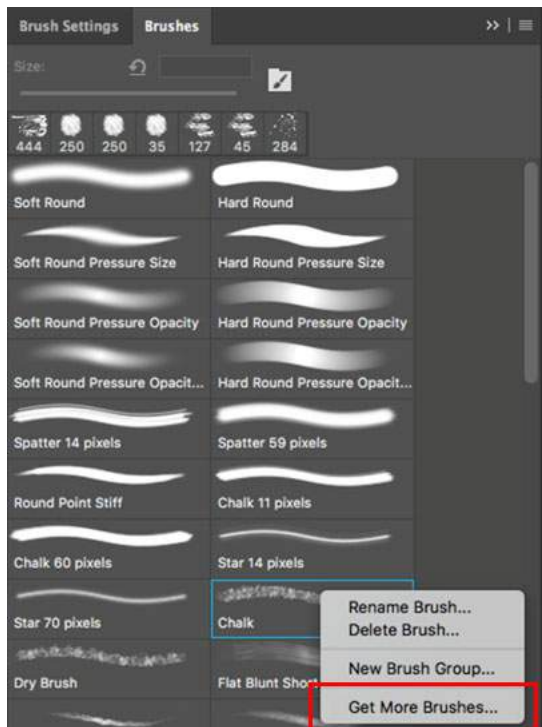 Brush Settings Brushes
Size:
444 250 250 35 127 45 284
Soft Round Hard Round
Soft Round Pressure Size Hard Round Pressure Size
Soft Round Pressure Opacity Hard Round Pressure Opacity
Soft Round Pressure Opacit... Hard Round Pressure Opacit...
Spatter 14 pixels Spatter 59 pixels
Round Point Stiff Chalk 11 pixels
Chalk 60 pixels Star 14 pixels
Star 70 pixels Chalk
Rename Brush...
Delete Brush...
New Brush Group...
Dry Brush Flat Blunt Short
Get More Brushes...